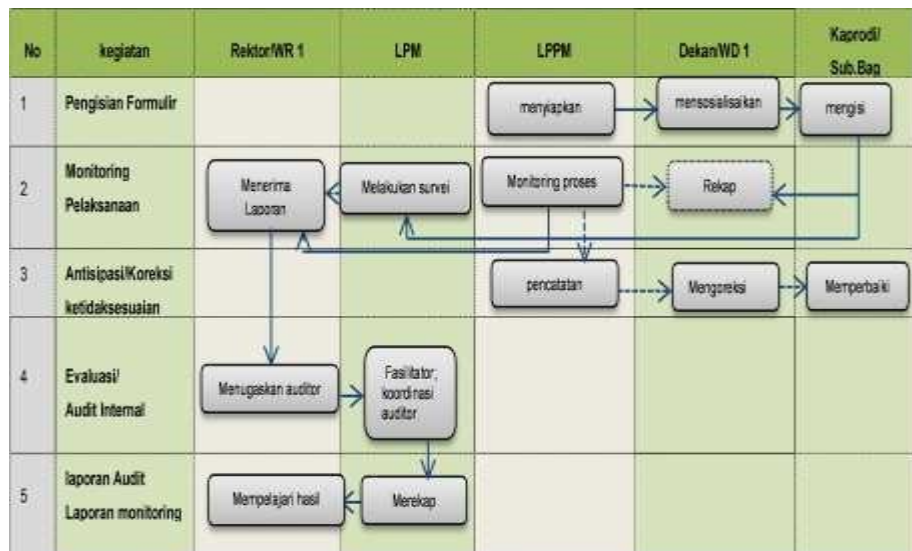 No
kegiatan
Rektor/WR 1
LPM
LPPM
Dekan/WD 1
Kaprodi/
Sub.Bag
1
Pengisian Formulir
menyiapkan
mensosialisaikan
mengisi
2
Monitoring
Pelaksanaan
Menerima
Laporan
Melakukan survei
Monitoring proses
Rekap
3
Antisipasi/Koreksi
ketidaksesuaian
pencatatan
Mengoreksi
Memperbaiki
4
Evaluasi/
Audit Internal
Menugaskan auditor
Fasilitator,
koordinasi
auditor
5
laporan Audit
Laporan monitoring
Mempelajari hasil
Merekap